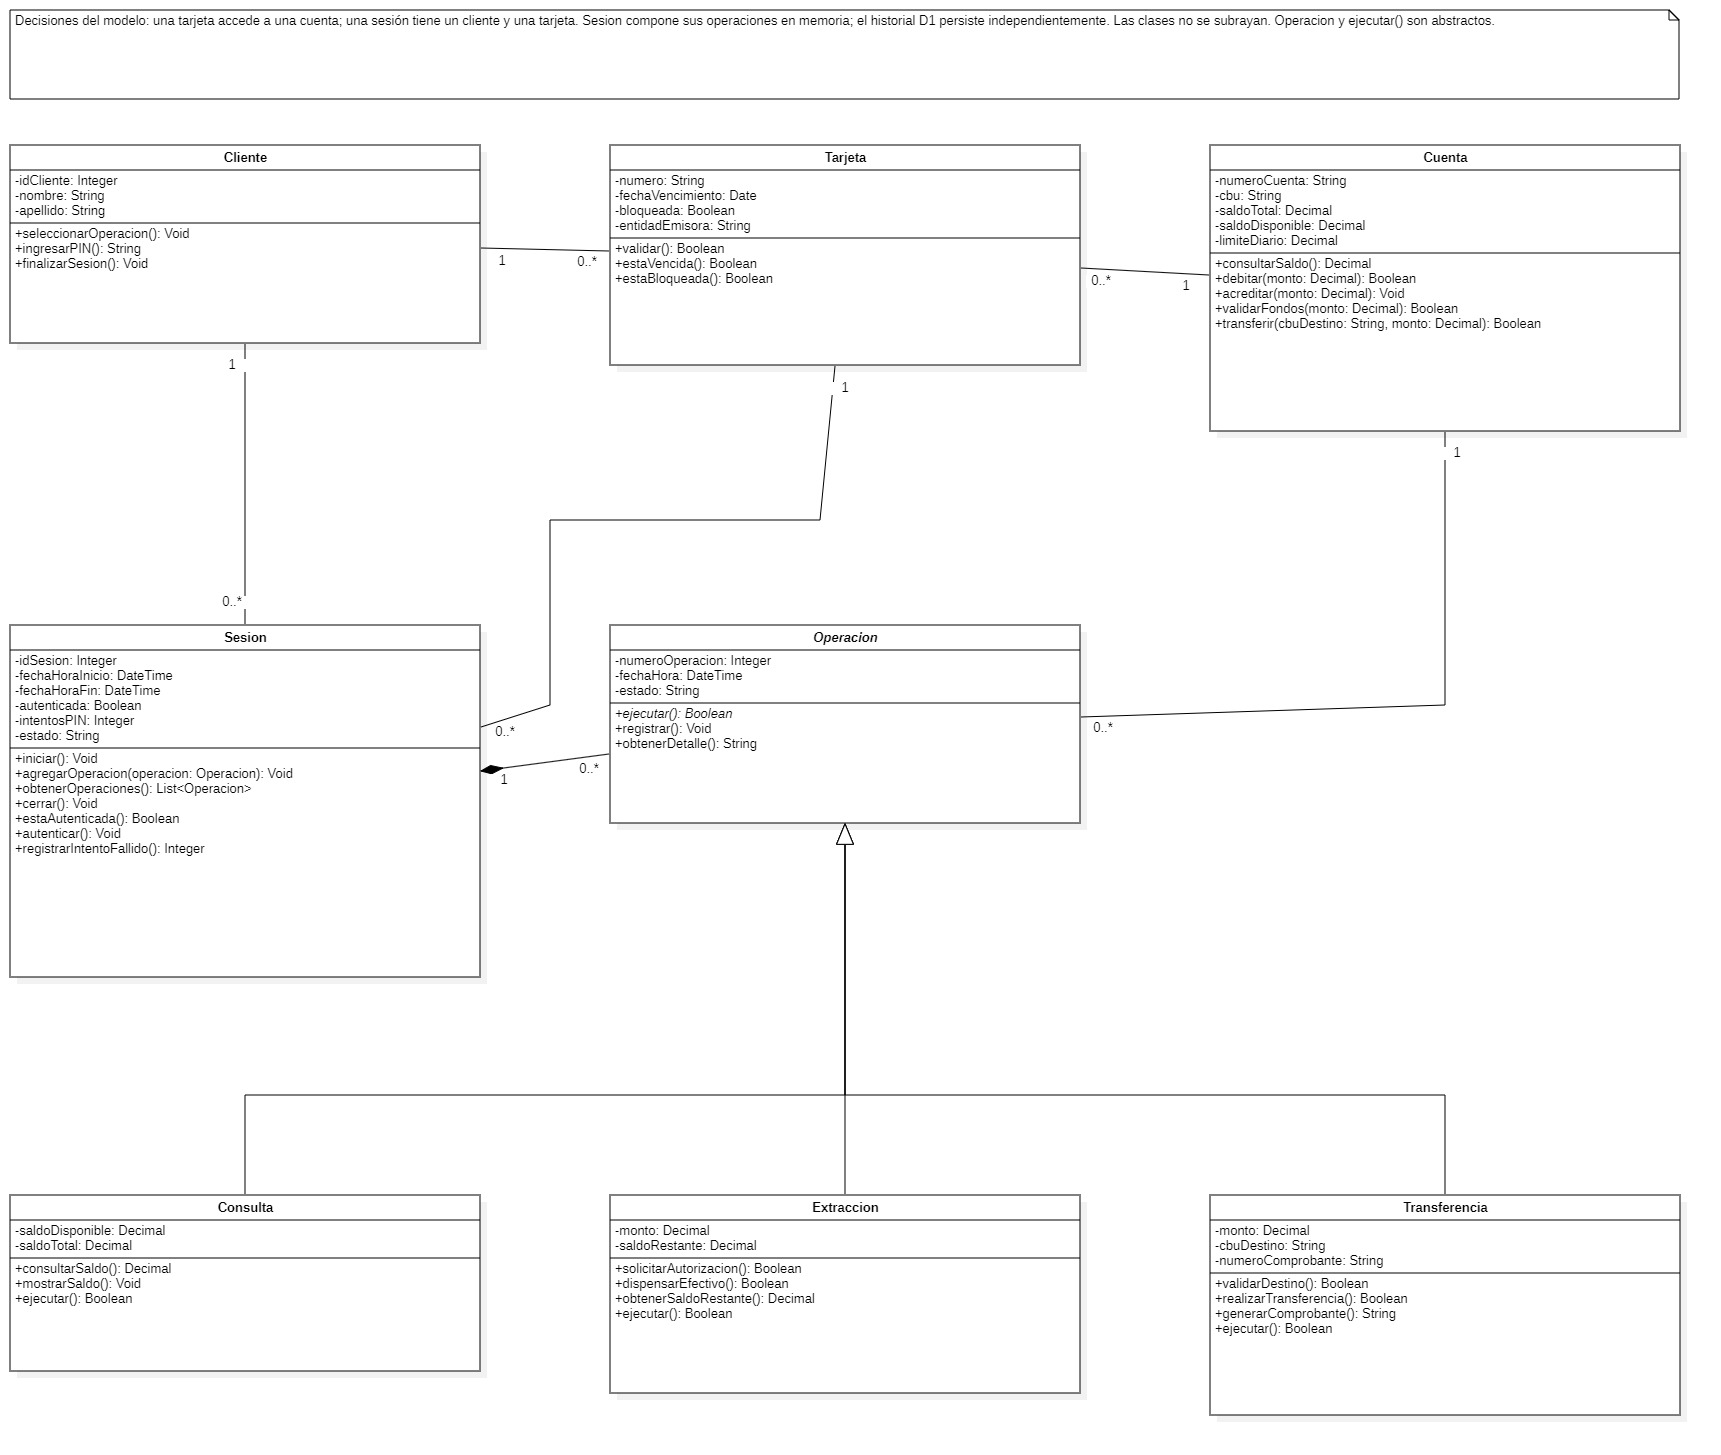 Decisiones del modelo: una tarjeta accede a una cuenta; una sesión tiene un cliente y una tarjeta. Sesion compone sus operaciones en memoria; el historial D1 persiste independientemente. Las clases no se subrayan. Operacion y ejecutar() son abstractos.
Cliente
-idCliente: Integer
-nombre: String
-apellido: String
+seleccionarOperacion(): Void
+ingresarPIN(): String
+finalizarSesion(): Void
1
0..*
Tarjeta
-numero: String
-fechaVencimiento: Date
-bloqueada: Boolean
-entidadEmisora: String
+validar(): Boolean
+estaVencida(): Boolean
+estaBloqueada(): Boolean
0..*
1
Cuenta
-numeroCuenta: String
-cbu: String
-saldoTotal: Decimal
-saldoDisponible: Decimal
-limiteDiario: Decimal
+consultarSaldo(): Decimal
+debitar(monto: Decimal): Boolean
+acreditar(monto: Decimal): Void
+validarFondos(monto: Decimal): Boolean
+transferir(cbuDestino: String, monto: Decimal): Boolean
1
1
1
0..*
Sesion
-idSesion: Integer
-fechaHoraInicio: DateTime
-fechaHoraFin: DateTime
-autenticada: Boolean
-intentosPIN: Integer
-estado: String
+iniciar(): Void
+agregarOperacion(operacion: Operacion): Void
+obtenerOperaciones(): List<Operacion>
+cerrar(): Void
+estaAutenticada(): Boolean
+autenticar(): Void
+registrarIntentoFallido(): Integer
0..*
1
0..*
Operacion
-numeroOperacion: Integer
-fechaHora: DateTime
-estado: String
+ejecutar(): Boolean
+registrar(): Void
+obtenerDetalle(): String
0..*
Consulta
-saldoDisponible: Decimal
-saldoTotal: Decimal
+consultarSaldo(): Decimal
+mostrarSaldo(): Void
+ejecutar(): Boolean
Extraccion
-monto: Decimal
-saldoRestante: Decimal
+solicitarAutorizacion(): Boolean
+dispensarEfectivo(): Boolean
+obtenerSaldoRestante(): Decimal
+ejecutar(): Boolean
Transferencia
-monto: Decimal
-cbuDestino: String
-numeroComprobante: String
+validarDestino(): Boolean
+realizarTransferencia(): Boolean
+generarComprobante(): String
+ejecutar(): Boolean